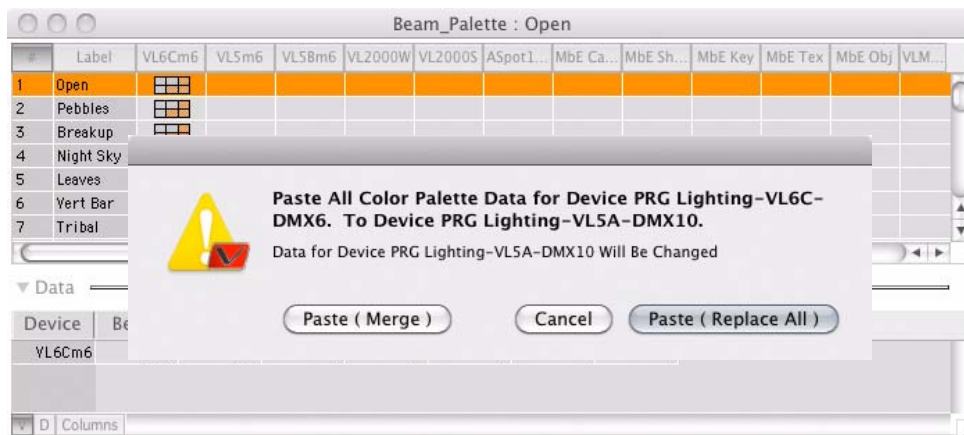 Beam_Palette : Open
# Label VL6Cm6 VL5m6 VL5Bm6 VL2000W VL2000S ASpot1... MbE Ca... MbE Sh... MbE Key MbE Tex MbE Obj VLM...
1 Open
2 Pebbles
3 Breakup
4 Night Sky
5 Leaves
6 Vert Bar
7 Tribal
Paste All Color Palette Data for Device PRG Lighting-VL6C-
DMX6. To Device PRG Lighting-VL5A-DMX10.
Data for Device PRG Lighting-VL5A-DMX10 Will Be Changed
Paste ( Merge ) Cancel Paste ( Replace All )
Data
Device Be
VL6Cm6
V D Columns